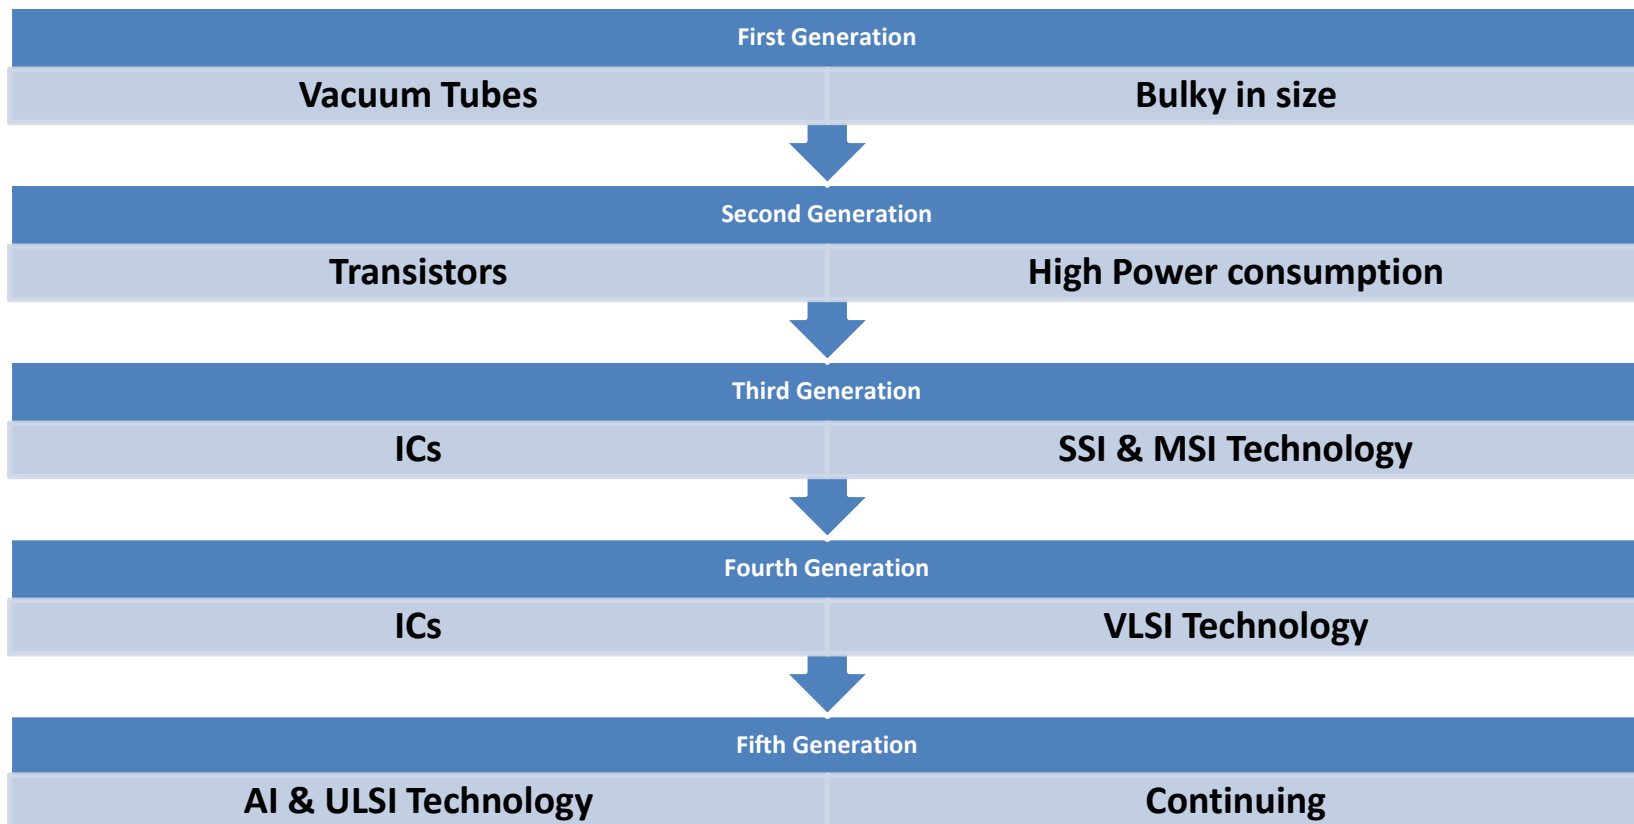 First Generation
Vacuum Tubes
Bulky in size
Second Generation
Transistors
High Power consumption
Third Generation
ICs
SSI & MSI Technology
Fourth Generation
ICs
VLSI Technology
Fifth Generation
AI & ULSI Technology
Continuing